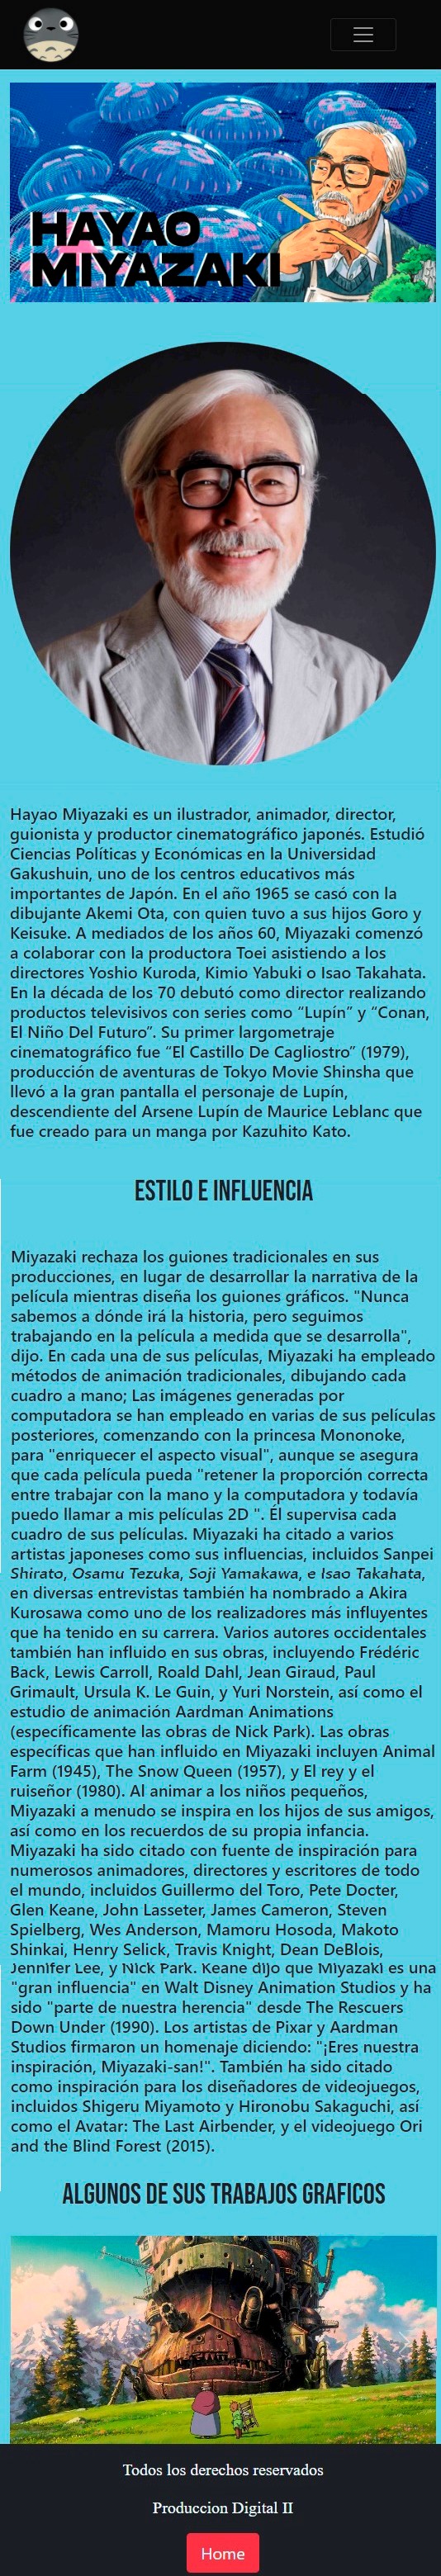 HAYAO
MIYAZAKI
Hayao Miyazaki es un ilustrador, animador, director,
guionista y productor cinematográfico japonés. Estudió
Ciencias Políticas y Económicas en la Universidad
Gakushuin, uno de los centros educativos más
importantes de Japón. En el año 1965 se casó con la
dibujante Akemi Ota, con quien tuvo a sus hijos Goro y
Keisuke. A mediados de los años 60, Miyazaki comenzó
a colaborar con la productora Toei asistiendo a los
directores Yoshio Kuroda, Kimio Yabuki o Isao Takahata.
En la década de los 70 debutó como director realizando
productos televisivos con series como “Lupín” y “Conan,
El Niño Del Futuro”. Su primer largometraje
cinematográfico fue “El Castillo De Cagliostro” (1979),
producción de aventuras de Tokyo Movie Shinsha que
llevó a la gran pantalla el personaje de Lupín,
descendiente del Arsene Lupín de Maurice Leblanc que
fue creado para un manga por Kazuhito Kato.
ESTILO E INFLUENCIA
Miyazaki rechaza los guiones tradicionales en sus
producciones, en lugar de desarrollar la narrativa de la
película mientras diseña los guiones gráficos. "Nunca
sabemos a dónde irá la historia, pero seguimos
trabajando en la película a medida que se desarrolla",
dijo. En cada una de sus películas, Miyazaki ha empleado
métodos de animación tradicionales, dibujando cada
cuadro a mano; Las imágenes generadas por
computadora se han empleado en varias de sus películas
posteriores, comenzando con la princesa Mononoke,
para "enriquecer el aspecto visual", aunque se asegura
que cada película pueda "retener la proporción correcta
entre trabajar con la mano y la computadora y todavía
puedo llamar a mis películas 2D ". Él supervisa cada
cuadro de sus películas. Miyazaki ha citado a varios
artistas japoneses como sus influencias, incluidos Sanpei
Shirato, Osamu Tezuka, Soji Yamakawa, e Isao Takahata,
en diversas entrevistas también ha nombrado a Akira
Kurosawa como uno de los realizadores más influyentes
que ha tenido en su carrera. Varios autores occidentales
también han influido en sus obras, incluyendo Frédéric
Back, Lewis Carroll, Roald Dahl, Jean Giraud, Paul
Grimault, Ursula K. Le Guin, y Yuri Norstein, así como el
estudio de animación Aardman Animations
(específicamente las obras de Nick Park). Las obras
específicas que han influido en Miyazaki incluyen Animal
Farm (1945), The Snow Queen (1957), y El rey y el
ruiseñor (1980). Al animar a los niños pequeños,
Miyazaki a menudo se inspira en los hijos de sus amigos,
así como en los recuerdos de su propia infancia.
Miyazaki ha sido citado con fuente de inspiración para
numerosos animadores, directores y escritores de todo
el mundo, incluidos Guillermo del Toro, Pete Docter,
Glen Keane, John Lasseter, James Cameron, Steven
Spielberg, Wes Anderson, Mamoru Hosoda, Makoto
Shinkai, Henry Selick, Travis Knight, Dean DeBlois,
Jennifer Lee, y Nick Park. Keane dijo que Miyazaki es una
"gran influencia" en Walt Disney Animation Studios y ha
sido "parte de nuestra herencia" desde The Rescuers
Down Under (1990). Los artistas de Pixar y Aardman
Studios firmaron un homenaje diciendo: "¡Eres nuestra
inspiración, Miyazaki-san!". También ha sido citado
como inspiración para los diseñadores de videojuegos,
incluidos Shigeru Miyamoto y Hironobu Sakaguchi, así
como el Avatar: The Last Airbender, y el videojuego Ori
and the Blind Forest (2015).
ALGUNOS DE SUS TRABAJOS GRAFICOS
Todos los derechos reservados
Produccion Digital II
Home